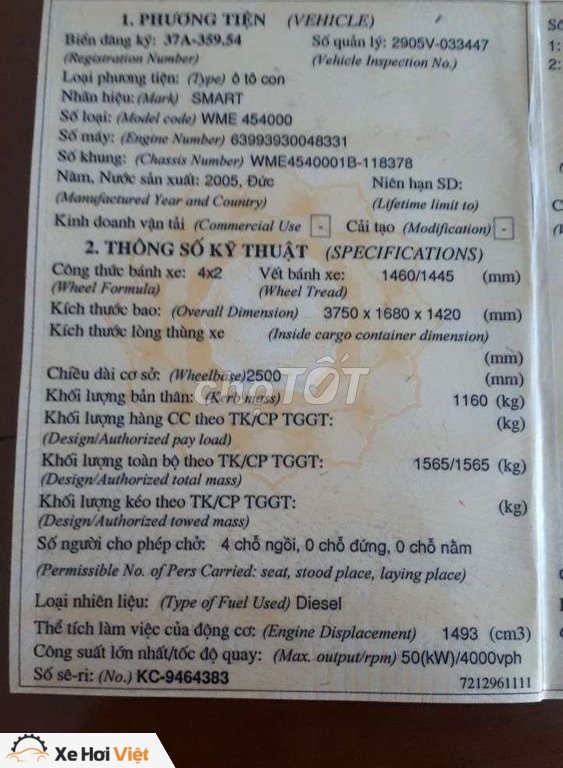 1. PHƯƠNG TIỆN (VEHICLE)
Biển đăng ký: 37A-359.54 Số quản lý: 2905V-033447
(Registration Number) (Vehicle Inspection No.)
Loại phương tiện: (Type) ô tô con
Nhãn hiệu: (Mark) SMART
Số loại: (Model code) WME 454000
Số máy: (Engine Number) 63993930048331
Số khung: (Chassis Number) WME4540001B-118378
Năm, Nước sản xuất: 2005, Đức Niên hạn SD:
(Manufactured Year and Country) (Lifetime limit to)
Kinh doanh vận tải (Commercial Use - Cải tạo (Modification) -
2. THÔNG SỐ KỸ THUẬT (SPECIFICATIONS)
Công thức bánh xe: 4x2 Vết bánh xe: 1460/1445 (mm)
(Wheel Formula) (Wheel Tread)
Kích thước bao: (Overall Dimension) 3750 x 1680 x 1420 (mm)
Kích thước lòng thùng xe (Inside cargo container dimension)
(mm)
Chiều dài cơ sở: (Wheelbase)2500 (mm)
chợTỐT
Khối lượng bản thân: (Kerb mass) 1160 (kg)
Khối lượng hàng CC theo TK/CP TGGT: (kg)
(Design/Authorized pay load)
Khối lượng toàn bộ theo TK/CP TGGT: 1565/1565 (kg)
(Design/Authorized total mass)
Khối lượng kéo theo TK/CP TGGT: (kg)
(Design/Authorized towed mass)
Số người cho phép chở: 4 chỗ ngồi, 0 chỗ đứng, 0 chỗ nằm
(Permissible No. of Pers Carried: seat, stood place, laying place)
Loại nhiên liệu: (Type of Fuel Used) Diesel
Thể tích làm việc của động cơ: (Engine Displacement) 1493 (cm3)
Công suất lớn nhất/tốc độ quay: (Max. output/rpm) 50(kW)/4000vph
Số sê-ri: (No.) KC-9464383
7212961111
Xe Hơi Việt